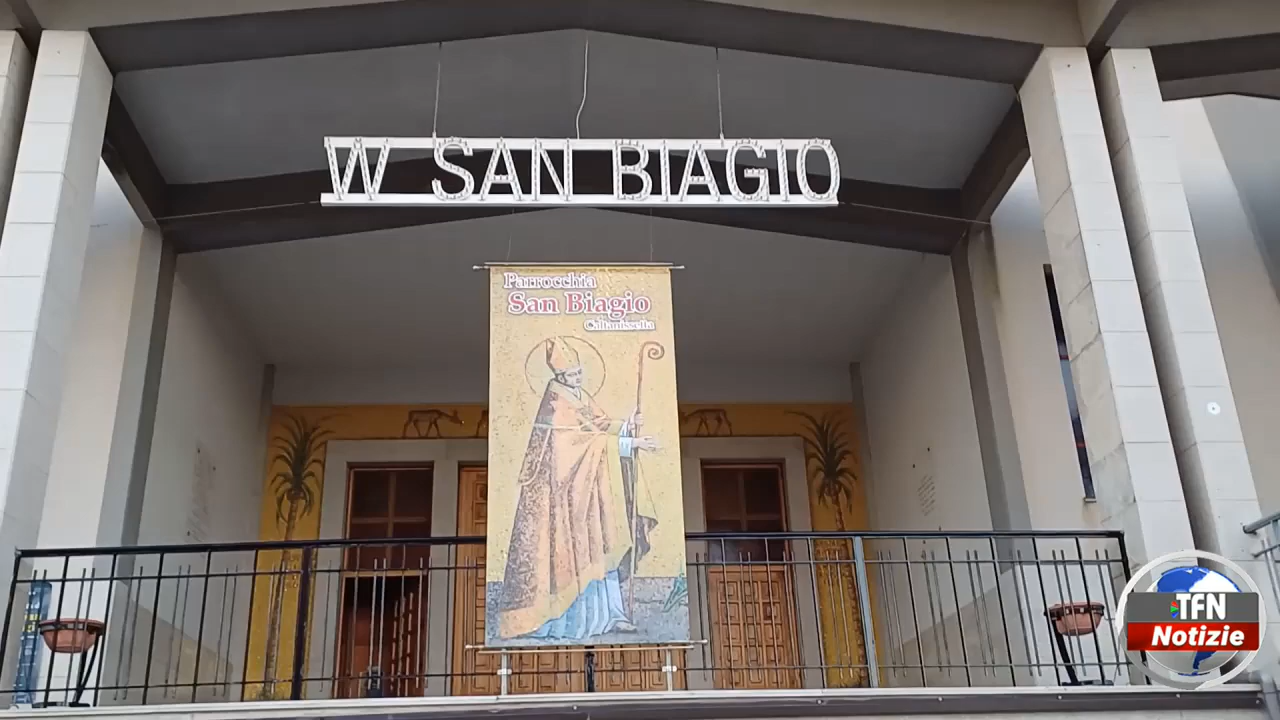 W SAN BIAGIO
Parrocchia
San Biagio
Caltanissetta
TFN
Notizie